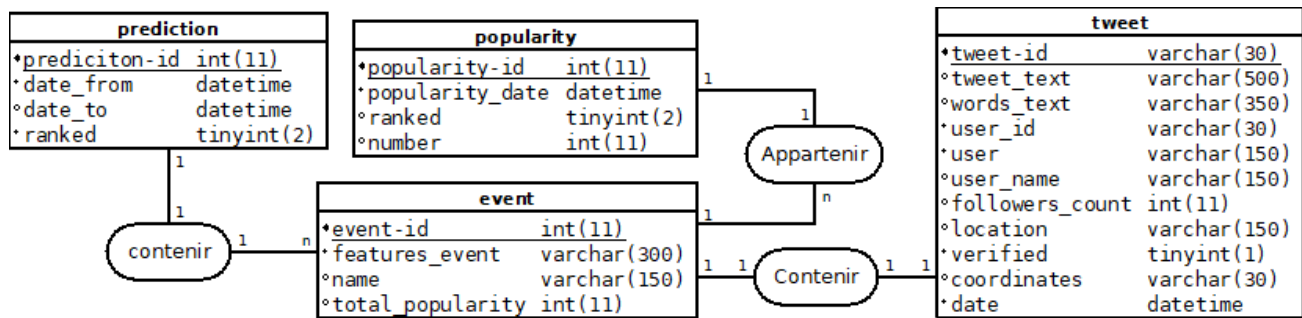 prediction
prediciton-id int(11)
date_from datetime
date_to datetime
ranked tinyint(2)
1
1
contenir
1 n
popularity
popularity-id int(11)
popularity_date datetime
ranked tinyint(2)
number int(11)
1
1
Appartenir
n
1
event
event-id int(11)
features_event varchar(300)
name varchar(150)
total_popularity int(11)
1 1
Contenir
1 1
tweet
tweet-id varchar(30)
tweet_text varchar(500)
words_text varchar(350)
user_id varchar(30)
user varchar(150)
user_name varchar(150)
followers_count int(11)
location varchar(150)
verified tinyint(1)
coordinates varchar(30)
date datetime